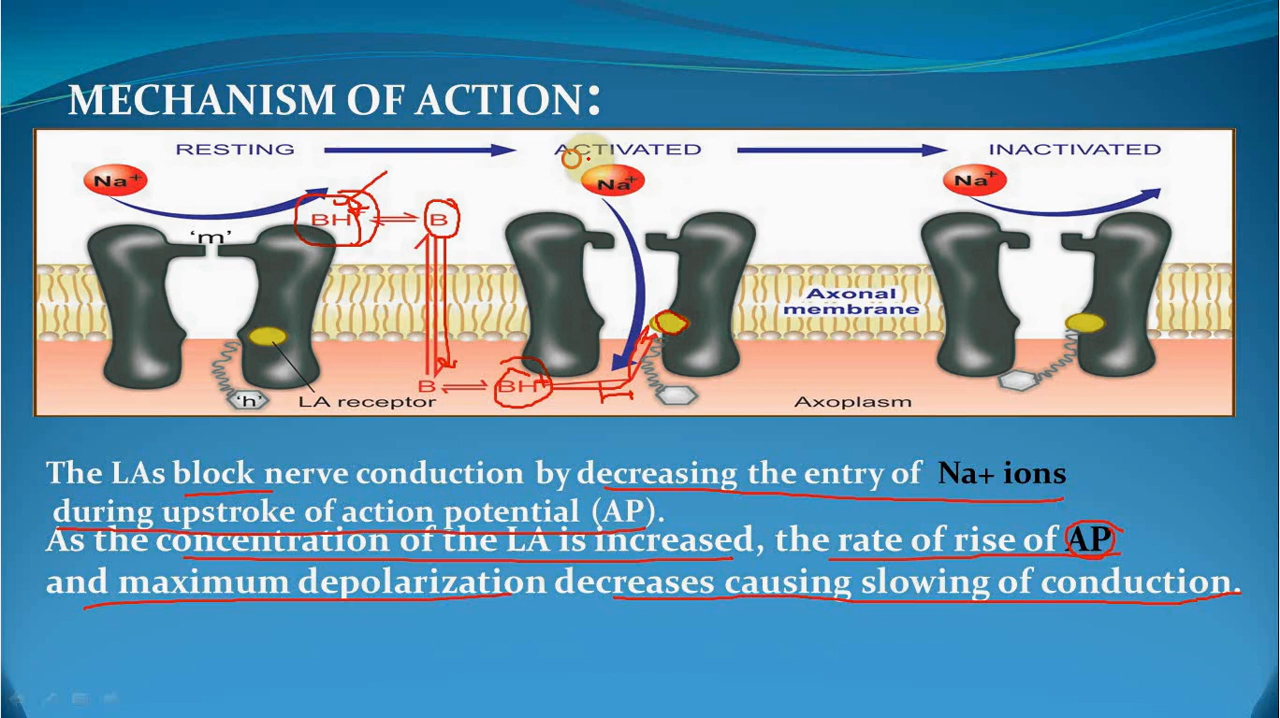 MECHANISM OF ACTION:
RESTING ACTIVATED INACTIVATED
Na+ Na+ Na+
BH+ ⇌ B
'm'
Axonal
membrane
B ⇌ BH+
'h' LA receptor Axoplasm
The LAs block nerve conduction by decreasing the entry of Na+ ions
during upstroke of action potential (AP).
As the concentration of the LA is increased, the rate of rise of AP
and maximum depolarization decreases causing slowing of conduction.